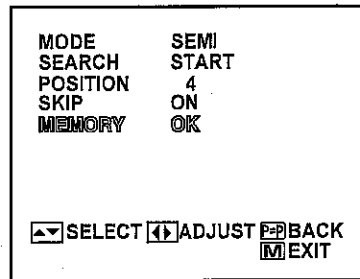 MODE SEMI
SEARCH START
POSITION 4
SKIP ON
MEMORY OK
▲▼ SELECT ◀▶ ADJUST P≠P BACK
M EXIT